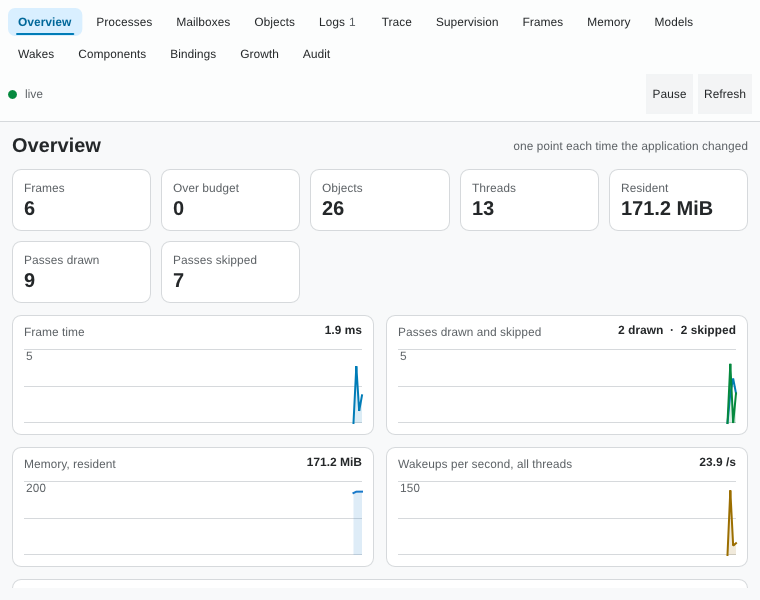 Overview Processes Mailboxes Objects Logs 1 Trace Supervision Frames Memory Models
Wakes Components Bindings Growth Audit
live Pause Refresh
Overview one point each time the application changed
Frames Over budget Objects Threads Resident
6 0 26 13 171.2 MiB
Passes drawn Passes skipped
9 7
Frame time 1.9 ms Passes drawn and skipped 2 drawn · 2 skipped
5 5
Memory, resident 171.2 MiB Wakeups per second, all threads 23.9 /s
200 150